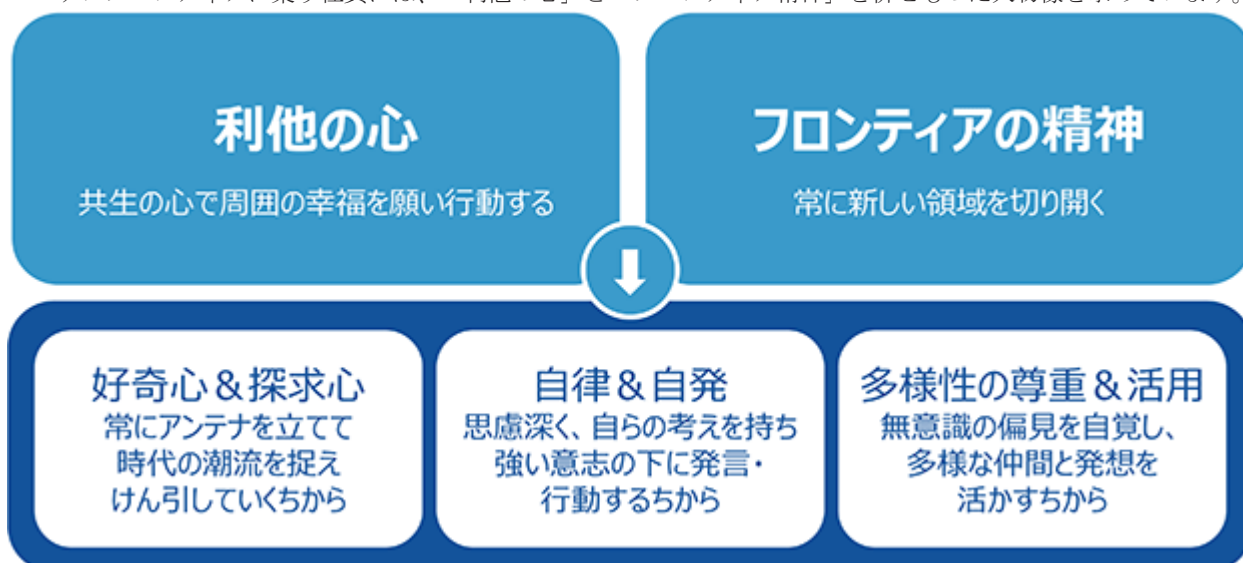 利他の心
共生の心で周囲の幸福を願い行動する
フロンティアの精神
常に新しい領域を切り開く
好奇心＆探求心
常にアンテナを立てて
時代の潮流を捉え
けん引していくちから
自律＆自発
思慮深く、自らの考えを持ち
強い意志の下に発言・
行動するちから
多様性の尊重＆活用
無意識の偏見を自覚し、
多様な仲間と発想を
活かすちから